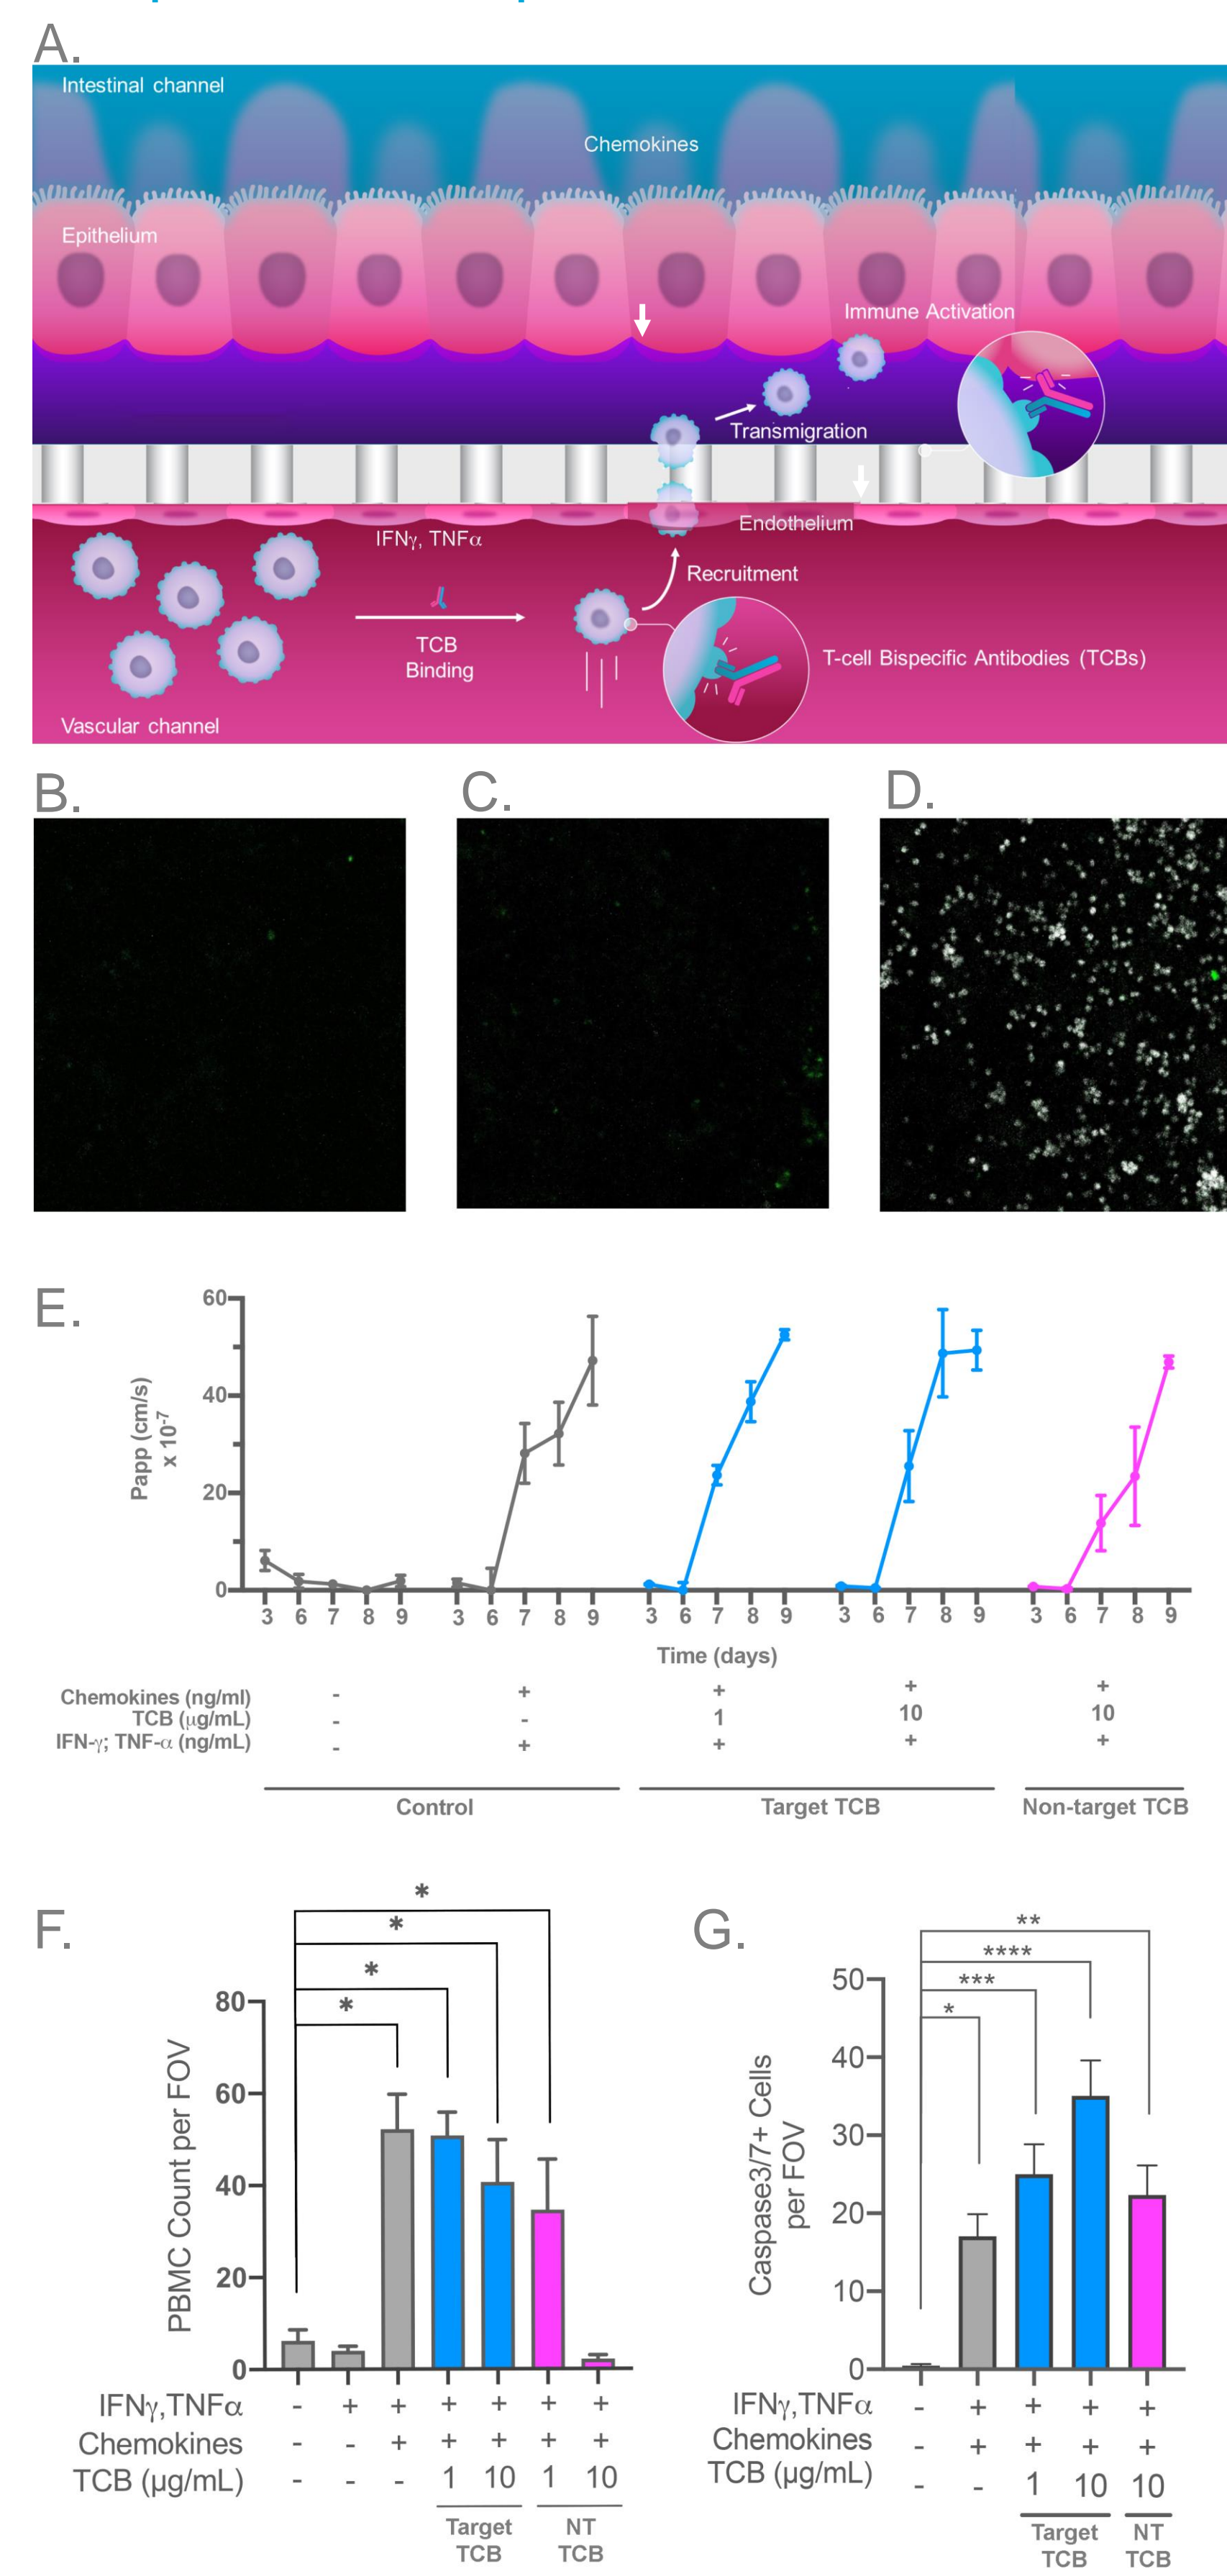 A.
Intestinal channel
Chemokines
Epithelium
Immune Activation
Transmigration
Endothelium
IFNγ, TNFα
Recruitment
TCB
Binding
T-cell Bispecific Antibodies (TCBs)
Vascular channel
B.
C.
D.
E.
60
40
20
0
Papp (cm/s)
x 10⁻⁷
3 6 7 8 9 3 6 7 8 9 3 6 7 8 9 3 6 7 8 9 3 6 7 8 9
Time (days)
Chemokines (ng/ml) - + + + +
TCB (μg/mL) - - 1 10 10
IFN-γ; TNF-α (ng/mL) - + + + +
Control Target TCB Non-target TCB
F.
*
*
*
*
80
60
40
20
0
PBMC Count per FOV
IFNγ,TNFα - + + + + + +
Chemokines - - + + + + +
TCB (μg/mL) - - - 1 10 1 10
Target NT
TCB TCB
G.
**
****
***
*
50
40
30
20
10
0
Caspase3/7+ Cells
per FOV
IFNγ,TNFα - + + + +
Chemokines - + + + +
TCB (μg/mL) - - 1 10 10
Target NT
TCB TCB